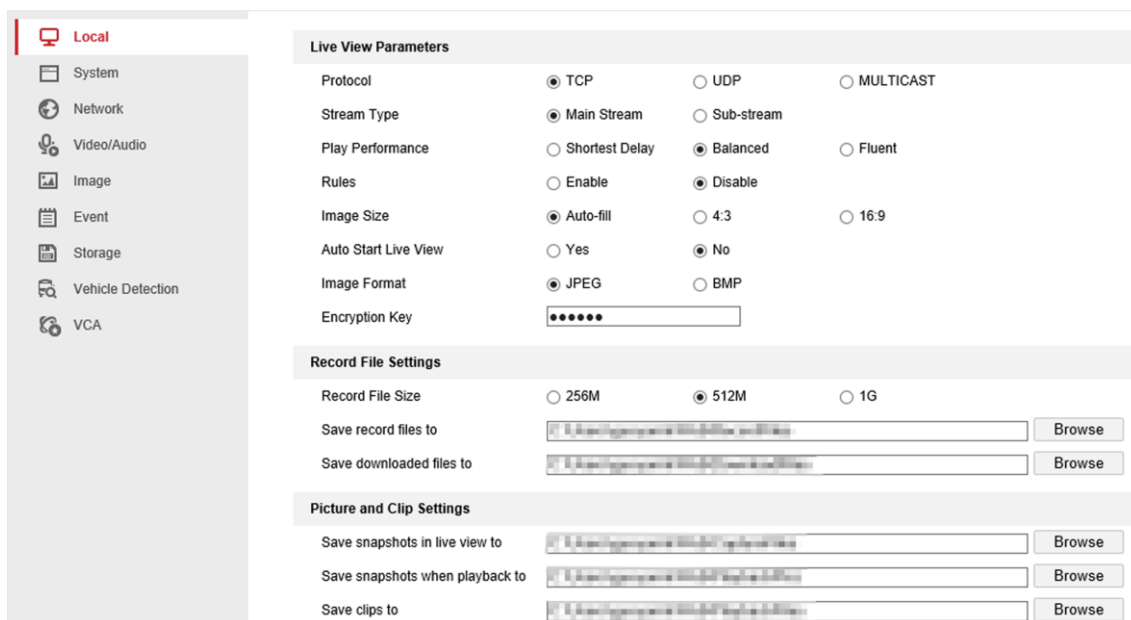 Local
System
Network
Video/Audio
Image
Event
Storage
Vehicle Detection
VCA
Live View Parameters
Protocol TCP UDP MULTICAST
Stream Type Main Stream Sub-stream
Play Performance Shortest Delay Balanced Fluent
Rules Enable Disable
Image Size Auto-fill 4:3 16:9
Auto Start Live View Yes No
Image Format JPEG BMP
Encryption Key ●●●●●●
Record File Settings
Record File Size 256M 512M 1G
Save record files to Browse
Save downloaded files to Browse
Picture and Clip Settings
Save snapshots in live view to Browse
Save snapshots when playback to Browse
Save clips to Browse